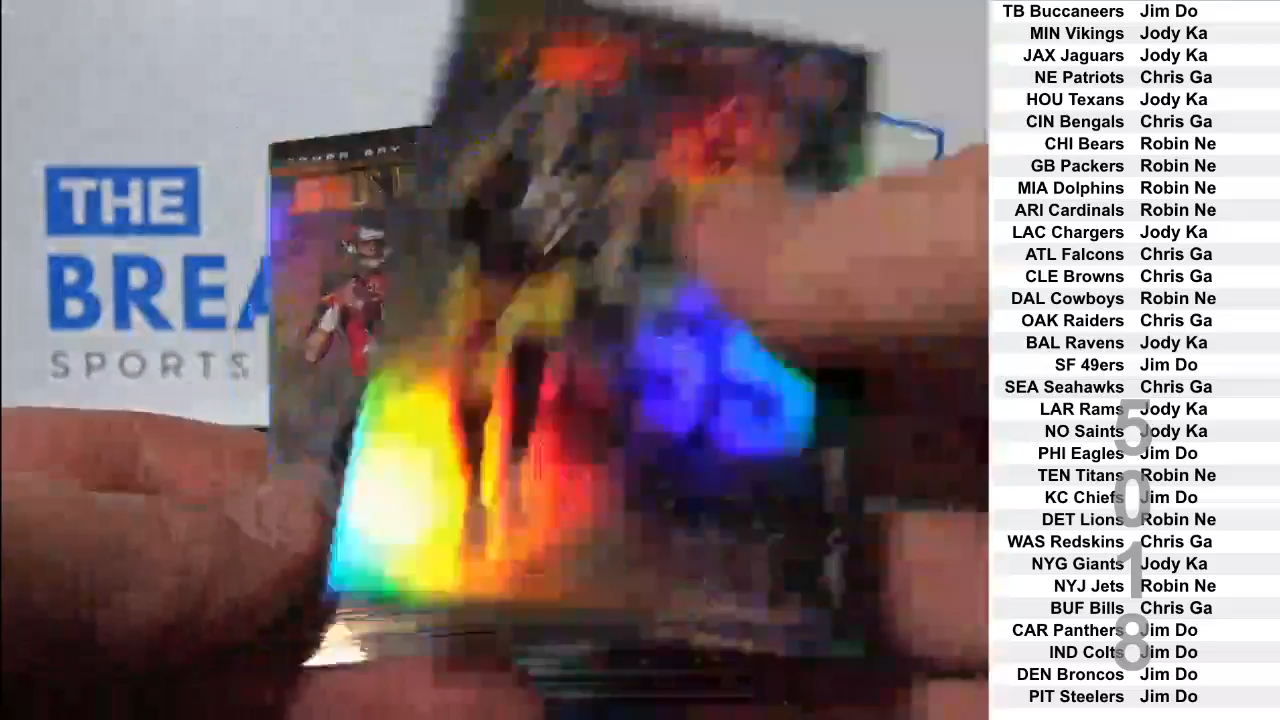 THE
BREA
SPORTS
TB Buccaneers Jim Do
MIN Vikings Jody Ka
JAX Jaguars Jody Ka
NE Patriots Chris Ga
HOU Texans Jody Ka
CIN Bengals Chris Ga
CHI Bears Robin Ne
GB Packers Robin Ne
MIA Dolphins Robin Ne
ARI Cardinals Robin Ne
LAC Chargers Jody Ka
ATL Falcons Chris Ga
CLE Browns Chris Ga
DAL Cowboys Robin Ne
OAK Raiders Chris Ga
BAL Ravens Jody Ka
SF 49ers Jim Do
SEA Seahawks Chris Ga
LAR Rams Jody Ka
NO Saints Jody Ka
PHI Eagles Jim Do
TEN Titans Robin Ne
KC Chiefs Jim Do
DET Lions Robin Ne
WAS Redskins Chris Ga
NYG Giants Jody Ka
NYJ Jets Robin Ne
BUF Bills Chris Ga
CAR Panthers Jim Do
IND Colts Jim Do
DEN Broncos Jim Do
PIT Steelers Jim Do
5018